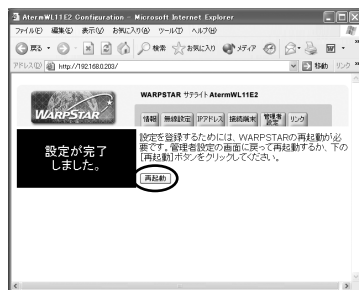 AtermWL11E2 Configuration - Microsoft Internet Explorer
ファイル(F) 編集(E) 表示(V) お気に入り(A) ツール(T) ヘルプ(H)
戻る 検索 お気に入り メディア
アドレス(D) http://192.168.0.203/ 移動 リンク
WARPSTAR サテライト AtermWL11E2
WARPSTAR
情報 無線設定 IPアドレス 接続端末 管理者設定 リンク
設定が完了
しました。
設定を登録するためには、WARPSTARの再起動が必
要です。管理者設定の画面に戻って再起動するか、下の
[再起動]ボタンをクリックしてください。
再起動